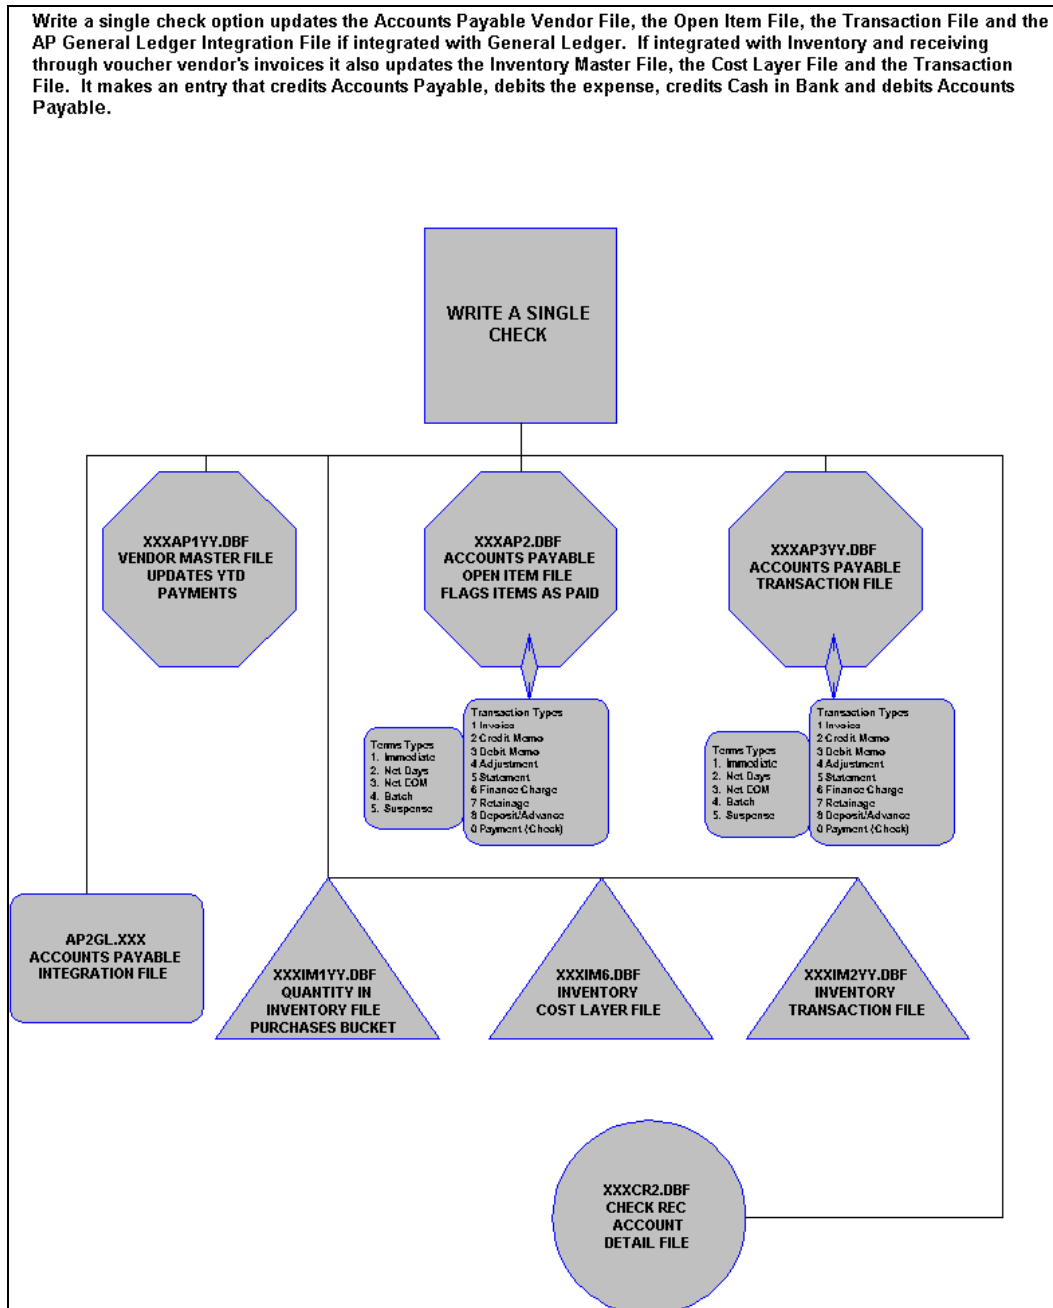 Write a single check option updates the Accounts Payable Vendor File, the Open Item File, the Transaction File and the
AP General Ledger Integration File if integrated with General Ledger.  If integrated with Inventory and receiving
through voucher vendor's invoices it also updates the Inventory Master File, the Cost Layer File and the Transaction
File.  It makes an entry that credits Accounts Payable, debits the expense, credits Cash in Bank and debits Accounts
Payable.
WRITE A SINGLE
CHECK
XXXAP1YY.DBF
VENDOR MASTER FILE
UPDATES YTD
PAYMENTS
XXXAP2.DBF
ACCOUNTS PAYABLE
OPEN ITEM FILE
FLAGS ITEMS AS PAID
XXXAP3YY.DBF
ACCOUNTS PAYABLE
TRANSACTION FILE
Terms Types
1. Immediate
2. Net Days
3. Net EOM
4. Batch
5. Suspense
Transaction Types
1 Invoice
2 Credit Memo
3 Debit Memo
4 Adjustment
5 Statement
6 Finance Charge
7 Retainage
8 Deposit/Advance
0 Payment (Check)
Terms Types
1. Immediate
2. Net Days
3. Net EOM
4. Batch
5. Suspense
Transaction Types
1 Invoice
2 Credit Memo
3 Debit Memo
4 Adjustment
5 Statement
6 Finance Charge
7 Retainage
8 Deposit/Advance
0 Payment (Check)
AP2GL.XXX
ACCOUNTS PAYABLE
INTEGRATION FILE
XXXIM1YY.DBF
QUANTITY IN
INVENTORY FILE
PURCHASES BUCKET
XXXIM6.DBF
INVENTORY
COST LAYER FILE
XXXIM2YY.DBF
INVENTORY
TRANSACTION FILE
XXXCR2.DBF
CHECK REC
ACCOUNT
DETAIL FILE